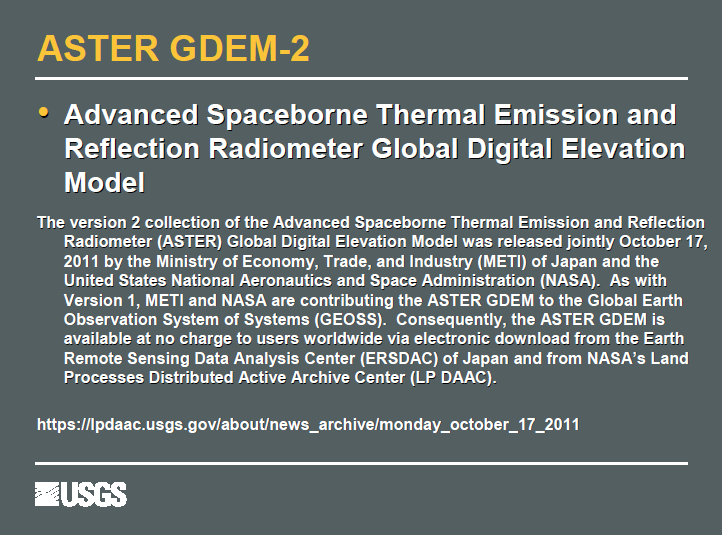 ASTER GDEM-2
• Advanced Spaceborne Thermal Emission and
Reflection Radiometer Global Digital Elevation
Model
The version 2 collection of the Advanced Spaceborne Thermal Emission and Reflection
Radiometer (ASTER) Global Digital Elevation Model was released jointly October 17,
2011 by the Ministry of Economy, Trade, and Industry (METI) of Japan and the
United States National Aeronautics and Space Administration (NASA).  As with
Version 1, METI and NASA are contributing the ASTER GDEM to the Global Earth
Observation System of Systems (GEOSS).  Consequently, the ASTER GDEM is
available at no charge to users worldwide via electronic download from the Earth
Remote Sensing Data Analysis Center (ERSDAC) of Japan and from NASA’s Land
Processes Distributed Active Archive Center (LP DAAC).
https://lpdaac.usgs.gov/about/news_archive/monday_october_17_2011
USGS